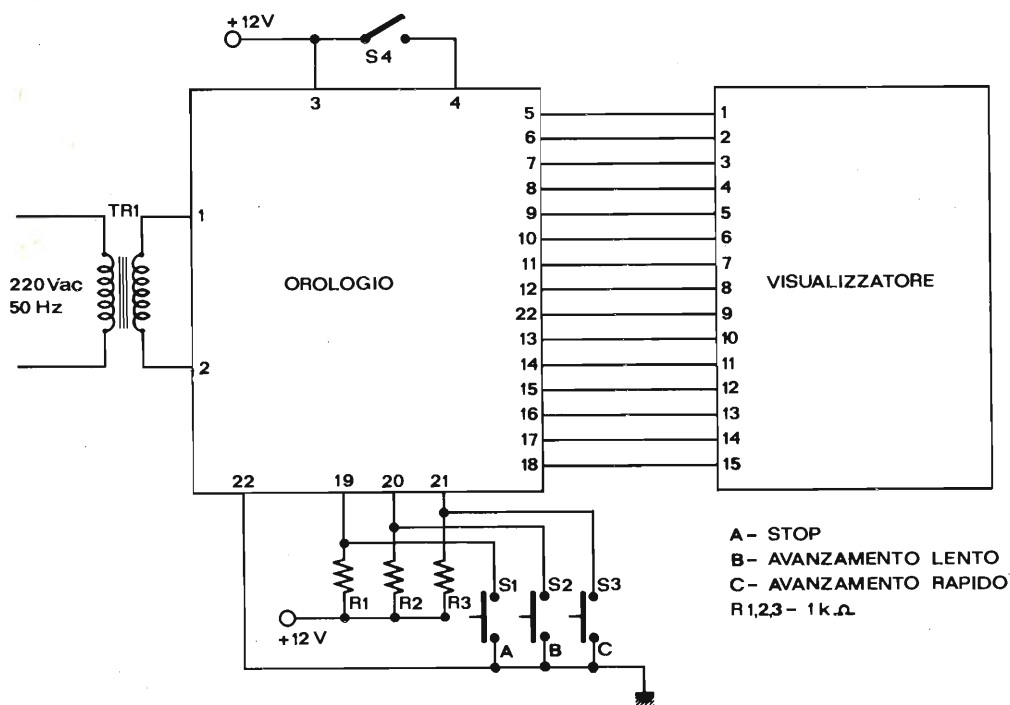 +12V
S4
3
4
5
1
6
2
7
3
8
4
TR1
1
9
5
10
6
11
7
220 Vac
50 Hz
OROLOGIO
VISUALIZZATORE
12
8
22
9
13
10
2
14
11
15
12
16
13
17
14
18
15
22
19
20
21
A - STOP
B - AVANZAMENTO LENTO
C - AVANZAMENTO RAPIDO
R1,2,3 - 1 k.Ω
S1
S2
S3
R1
R2
R3
+12 V
A
B
C